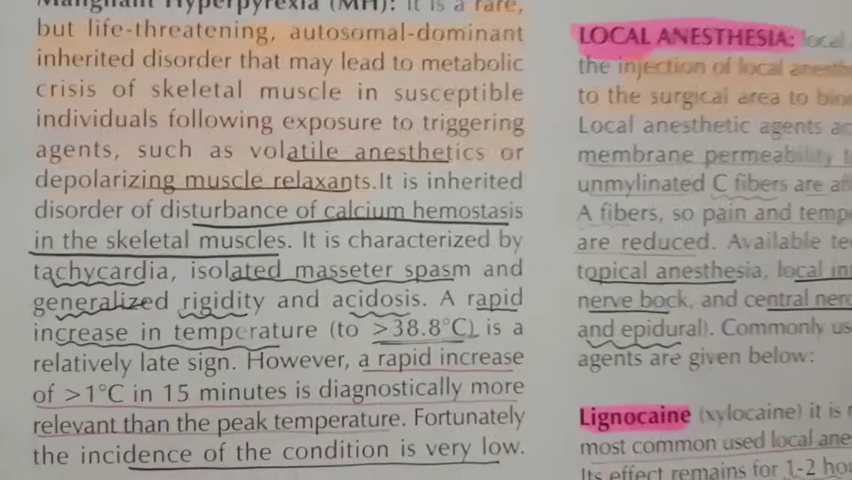 Malignant Hyperpyrexia (MH): It is a rare,
but life-threatening, autosomal-dominant
inherited disorder that may lead to metabolic
crisis of skeletal muscle in susceptible
individuals following exposure to triggering
agents, such as volatile anesthetics or
depolarizing muscle relaxants.It is inherited
disorder of disturbance of calcium hemostasis
in the skeletal muscles. It is characterized by
tachycardia, isolated masseter spasm and
generalized rigidity and acidosis. A rapid
increase in temperature (to >38.8°C) is a
relatively late sign. However, a rapid increase
of >1°C in 15 minutes is diagnostically more
relevant than the peak temperature. Fortunately
the incidence of the condition is very low.
LOCAL ANESTHESIA: local
the injection of local
to the surgical area to
Local anesthetic agents
membrane permeability
unmylinated C fibers are
A fibers, so pain and
are reduced. Available
topical anesthesia, local
nerve bock, and central
and epidural). Commonly
agents are given below:
Lignocaine (xylocaine) it is
most common used local
Its effect remains for 1-2